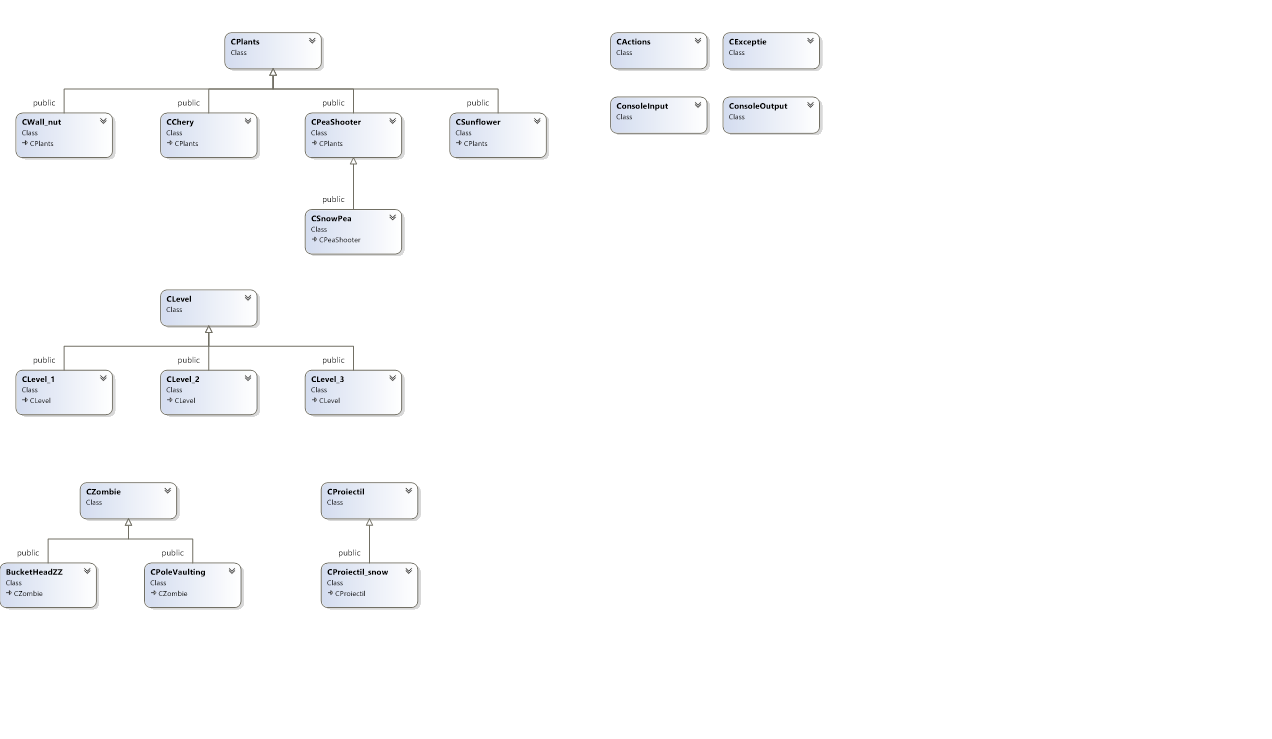 CPlants
Class
CActions
Class
CExceptie
Class
public
public
public
public
ConsoleInput
Class
ConsoleOutput
Class
CWall_nut
Class
CPlants
CChery
Class
CPlants
CPeaShooter
Class
CPlants
CSunflower
Class
CPlants
public
CSnowPea
Class
CPeaShooter
CLevel
Class
public
public
public
CLevel_1
Class
CLevel
CLevel_2
Class
CLevel
CLevel_3
Class
CLevel
CZombie
Class
CProiectil
Class
public
public
public
BucketHeadZZ
Class
CZombie
CPoleVaulting
Class
CZombie
CProiectil_snow
Class
CProiectil